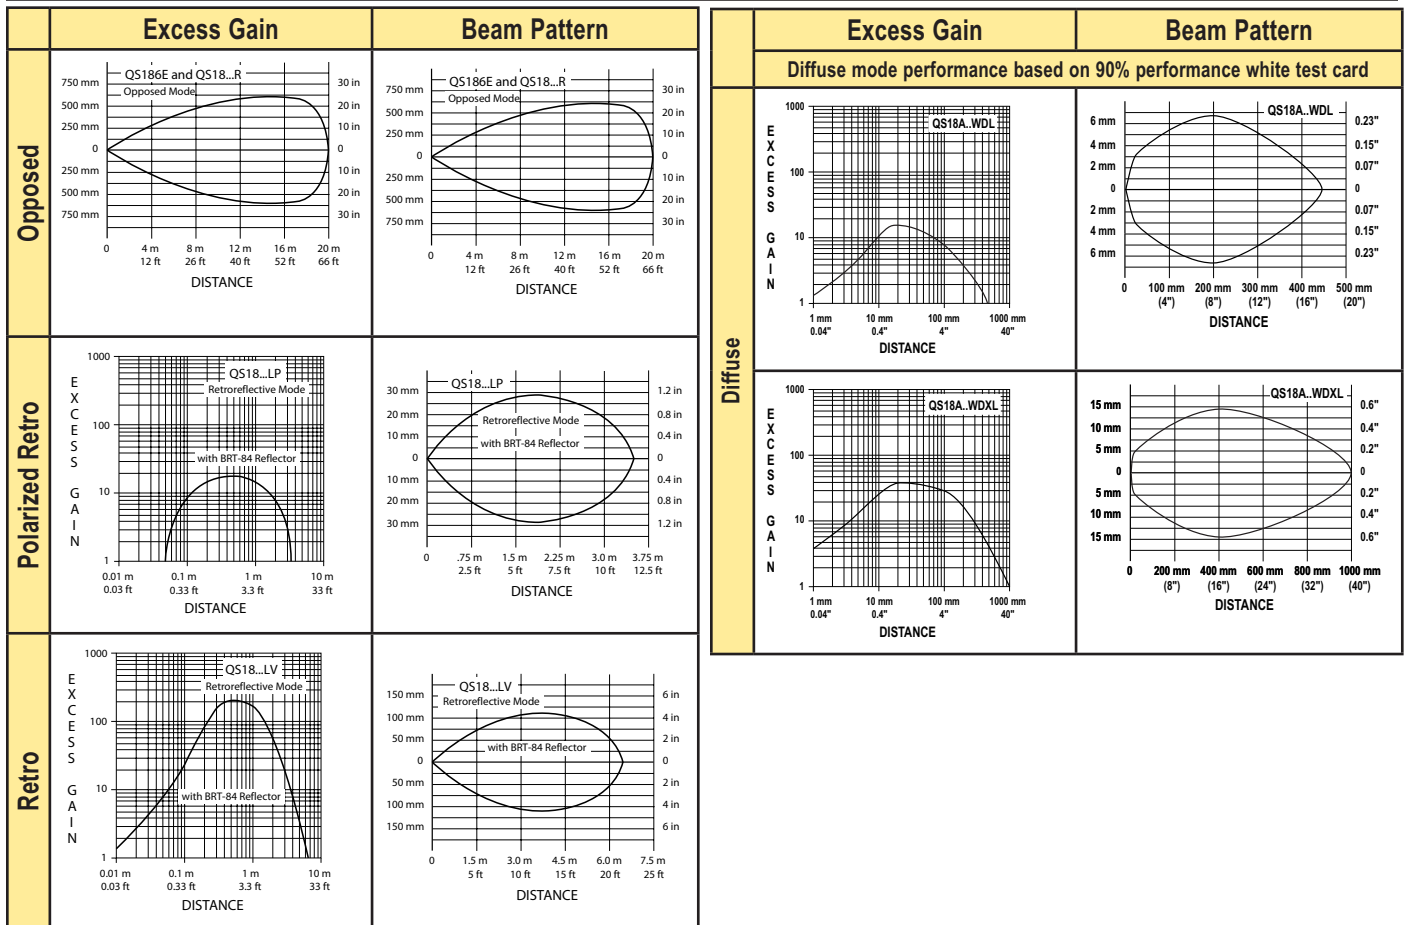 Excess Gain
Beam Pattern
Opposed
750 mm
500 mm
250 mm
0
250 mm
500 mm
750 mm
QS186E and QS18...R
Opposed Mode
30 in
20 in
10 in
0
10 in
20 in
30 in
0 4 m 8 m 12 m 16 m 20 m
12 ft 26 ft 40 ft 52 ft 66 ft
DISTANCE
750 mm
500 mm
250 mm
0
250 mm
500 mm
750 mm
QS186E and QS18...R
Opposed Mode
30 in
20 in
10 in
0
10 in
20 in
30 in
0 4 m 8 m 12 m 16 m 20 m
12 ft 26 ft 40 ft 52 ft 66 ft
DISTANCE
Polarized Retro
EXCESS GAIN
1000
100
10
1
QS18...LP
Retroreflective Mode
with BRT-84 Reflector
0.01 m 0.1 m 1 m 10 m
0.03 ft 0.33 ft 3.3 ft 33 ft
DISTANCE
30 mm
20 mm
10 mm
0
10 mm
20 mm
30 mm
QS18...LP
Retroreflective Mode
with BRT-84 Reflector
1.2 in
0.8 in
0.4 in
0
0.4 in
0.8 in
1.2 in
0 .75 m 1.5 m 2.25 m 3.0 m 3.75 m
2.5 ft 5 ft 7.5 ft 10 ft 12.5 ft
DISTANCE
Retro
EXCESS GAIN
1000
100
10
1
QS18...LV
Retroreflective Mode
with BRT-84 Reflector
0.01 m 0.1 m 1 m 10 m
0.03 ft 0.33 ft 3.3 ft 33 ft
DISTANCE
150 mm
100 mm
50 mm
0
50 mm
100 mm
150 mm
QS18...LV
Retroreflective Mode
with BRT-84 Reflector
6 in
4 in
2 in
0
2 in
4 in
6 in
0 1.5 m 3.0 m 4.5 m 6.0 m 7.5 m
5 ft 10 ft 15 ft 20 ft 25 ft
DISTANCE
Excess Gain
Beam Pattern
Diffuse mode performance based on 90% performance white test card
Diffuse
EXCESS GAIN
1000
100
10
1
QS18A..WDL
1 mm 10 mm 100 mm 1000 mm
0.04" 0.4" 4" 40"
DISTANCE
6 mm
4 mm
2 mm
0
2 mm
4 mm
6 mm
QS18A..WDL
0.23"
0.15"
0.07"
0
0.07"
0.15"
0.23"
0 100 mm 200 mm 300 mm 400 mm 500 mm
(4") (8") (12") (16") (20")
DISTANCE
EXCESS GAIN
1000
100
10
1
QS18A..WDXL
1 mm 10 mm 100 mm 1000 mm
0.04" 0.4" 4" 40"
DISTANCE
15 mm
10 mm
5 mm
0
5 mm
10 mm
15 mm
QS18A..WDXL
0.6"
0.4"
0.2"
0
0.2"
0.4"
0.6"
0 200 mm 400 mm 600 mm 800 mm 1000 mm
(8") (16") (24") (32") (40")
DISTANCE